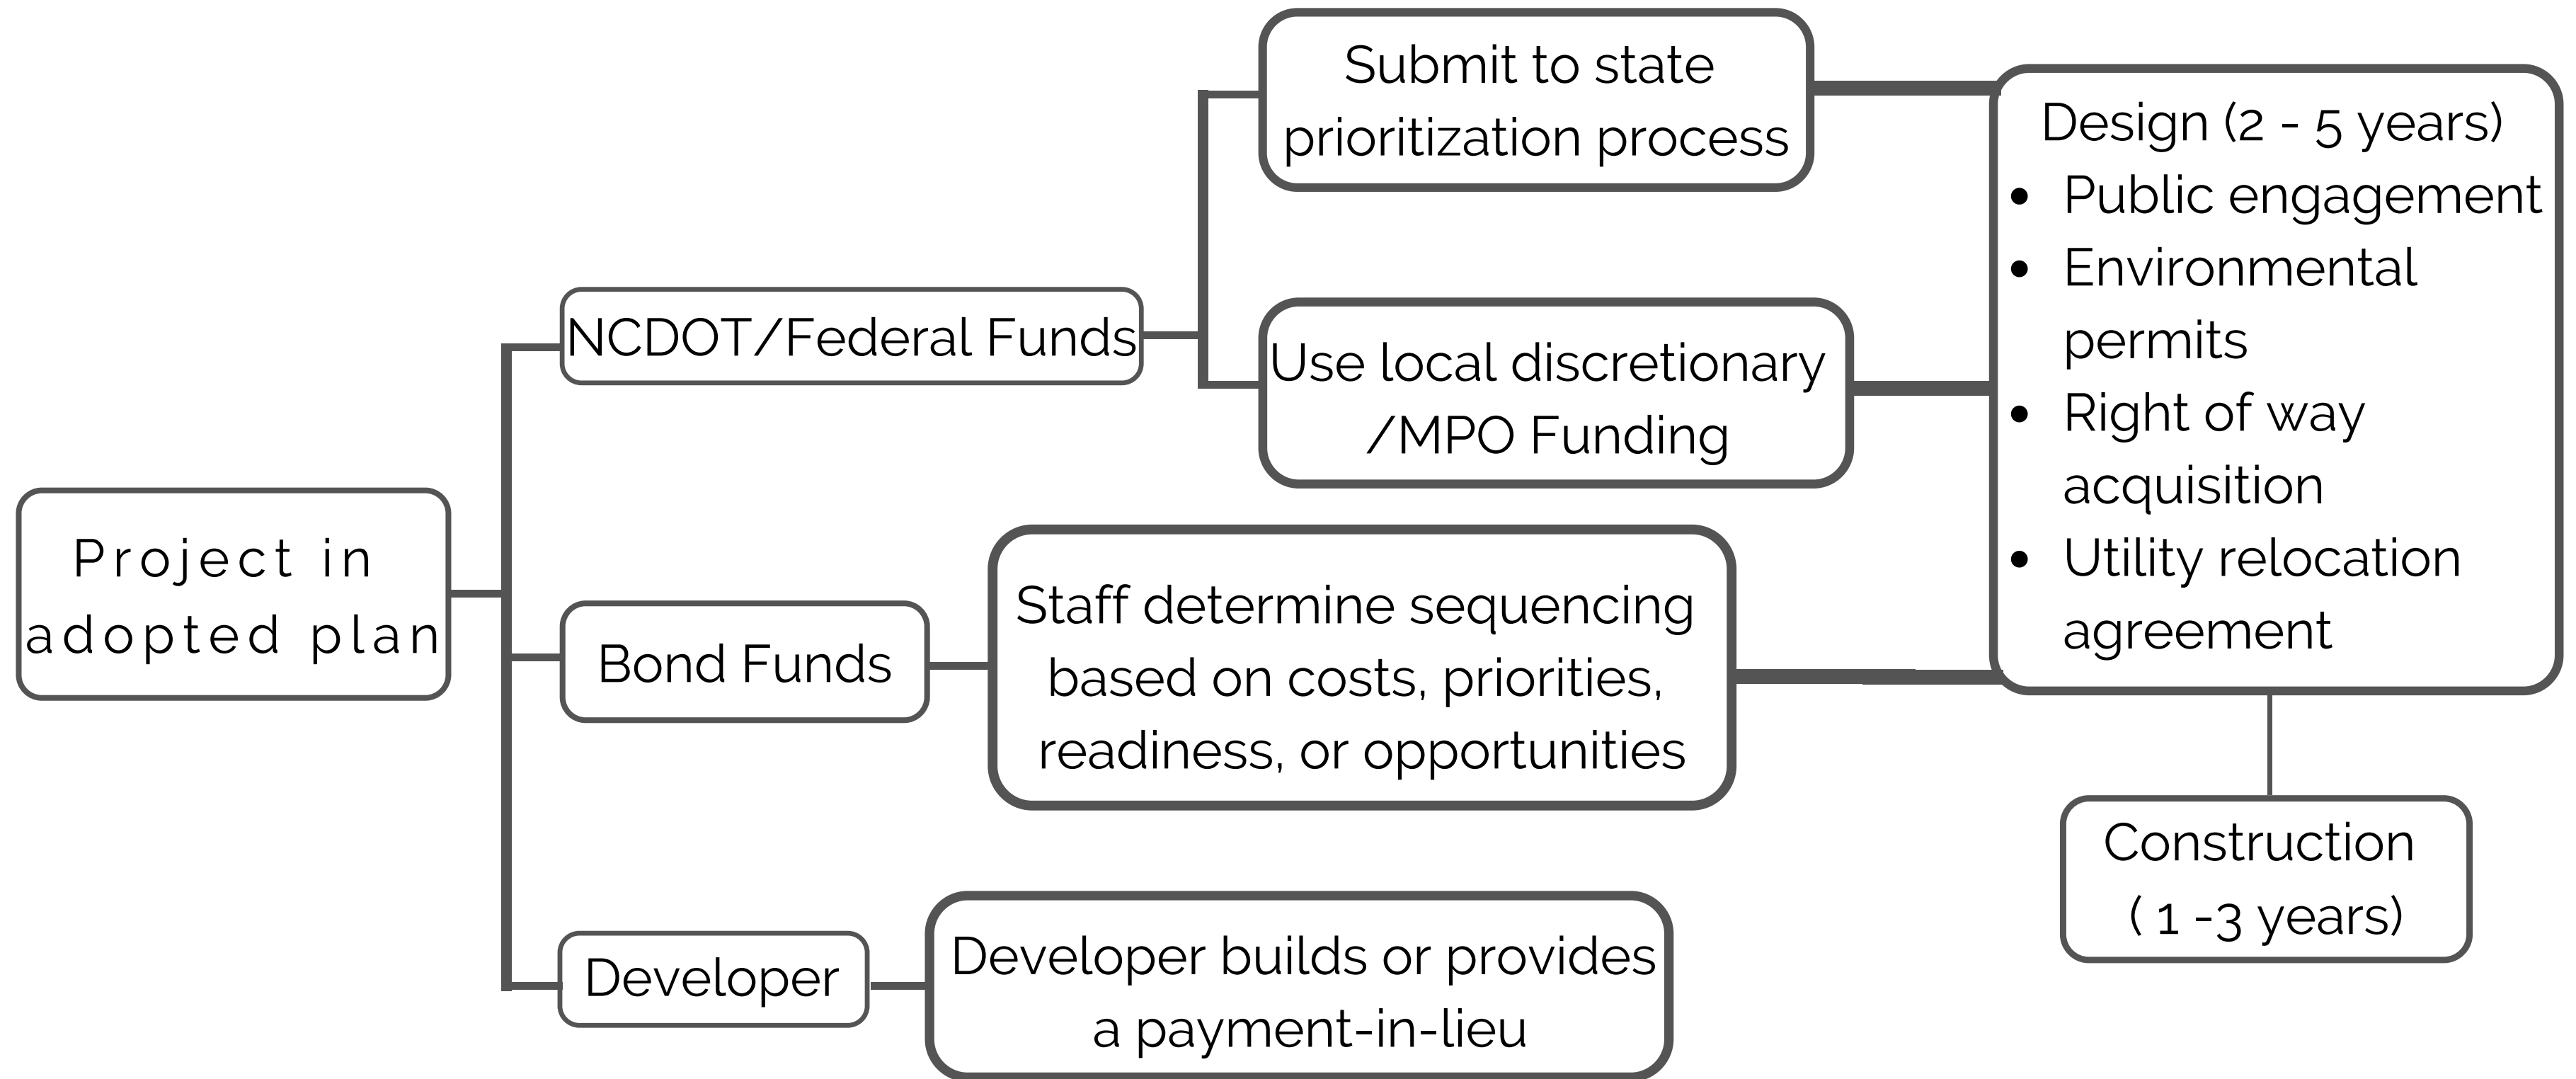 Project in
adopted plan
NCDOT/Federal Funds
Submit to state
prioritization process
Use local discretionary
/MPO Funding
Bond Funds
Staff determine sequencing
based on costs, priorities,
readiness, or opportunities
Developer
Developer builds or provides
a payment-in-lieu
Design (2 - 5 years)
• Public engagement
• Environmental
permits
• Right of way
acquisition
• Utility relocation
agreement
Construction
( 1 -3 years)